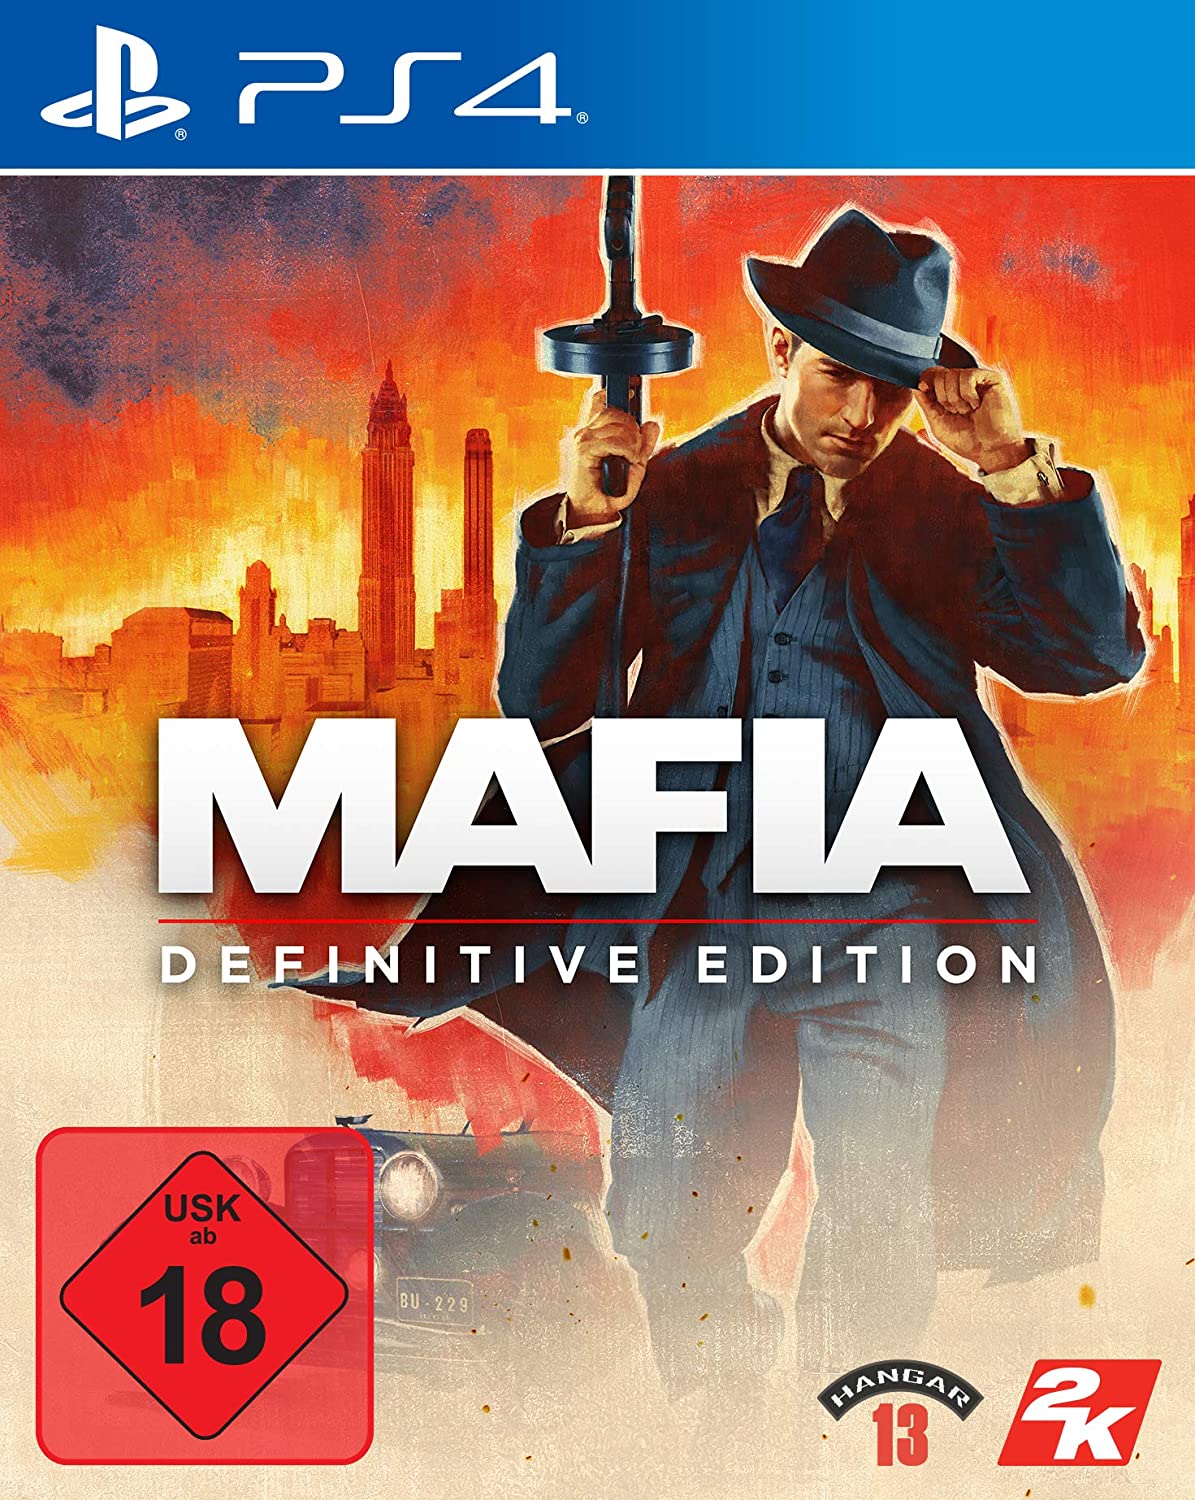 PS4
MAFIA
DEFINITIVE EDITION
USK
ab
18
BU-229
HANGAR
13
2K